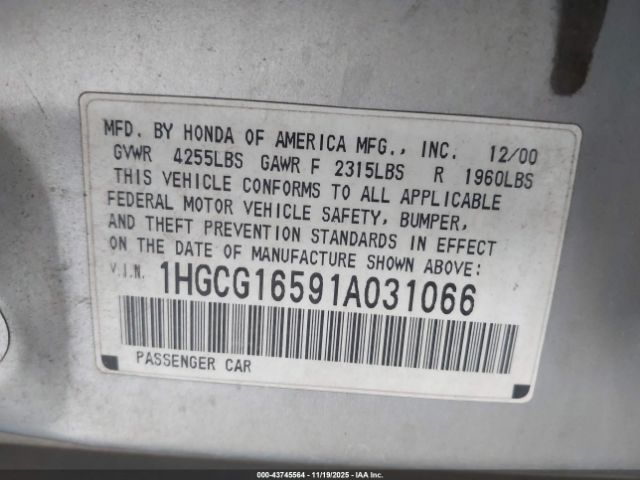 MFD. BY HONDA OF AMERICA MFG., INC. 12/00
GVWR 4255LBS GAWR F 2315LBS R 1960LBS
THIS VEHICLE CONFORMS TO ALL APPLICABLE
FEDERAL MOTOR VEHICLE SAFETY, BUMPER,
AND THEFT PREVENTION STANDARDS IN EFFECT
ON THE DATE OF MANUFACTURE SHOWN ABOVE:
V.I.N. 1HGCG16591A031066
PASSENGER CAR
000-43745564 - 11/19/2025 - IAA Inc.